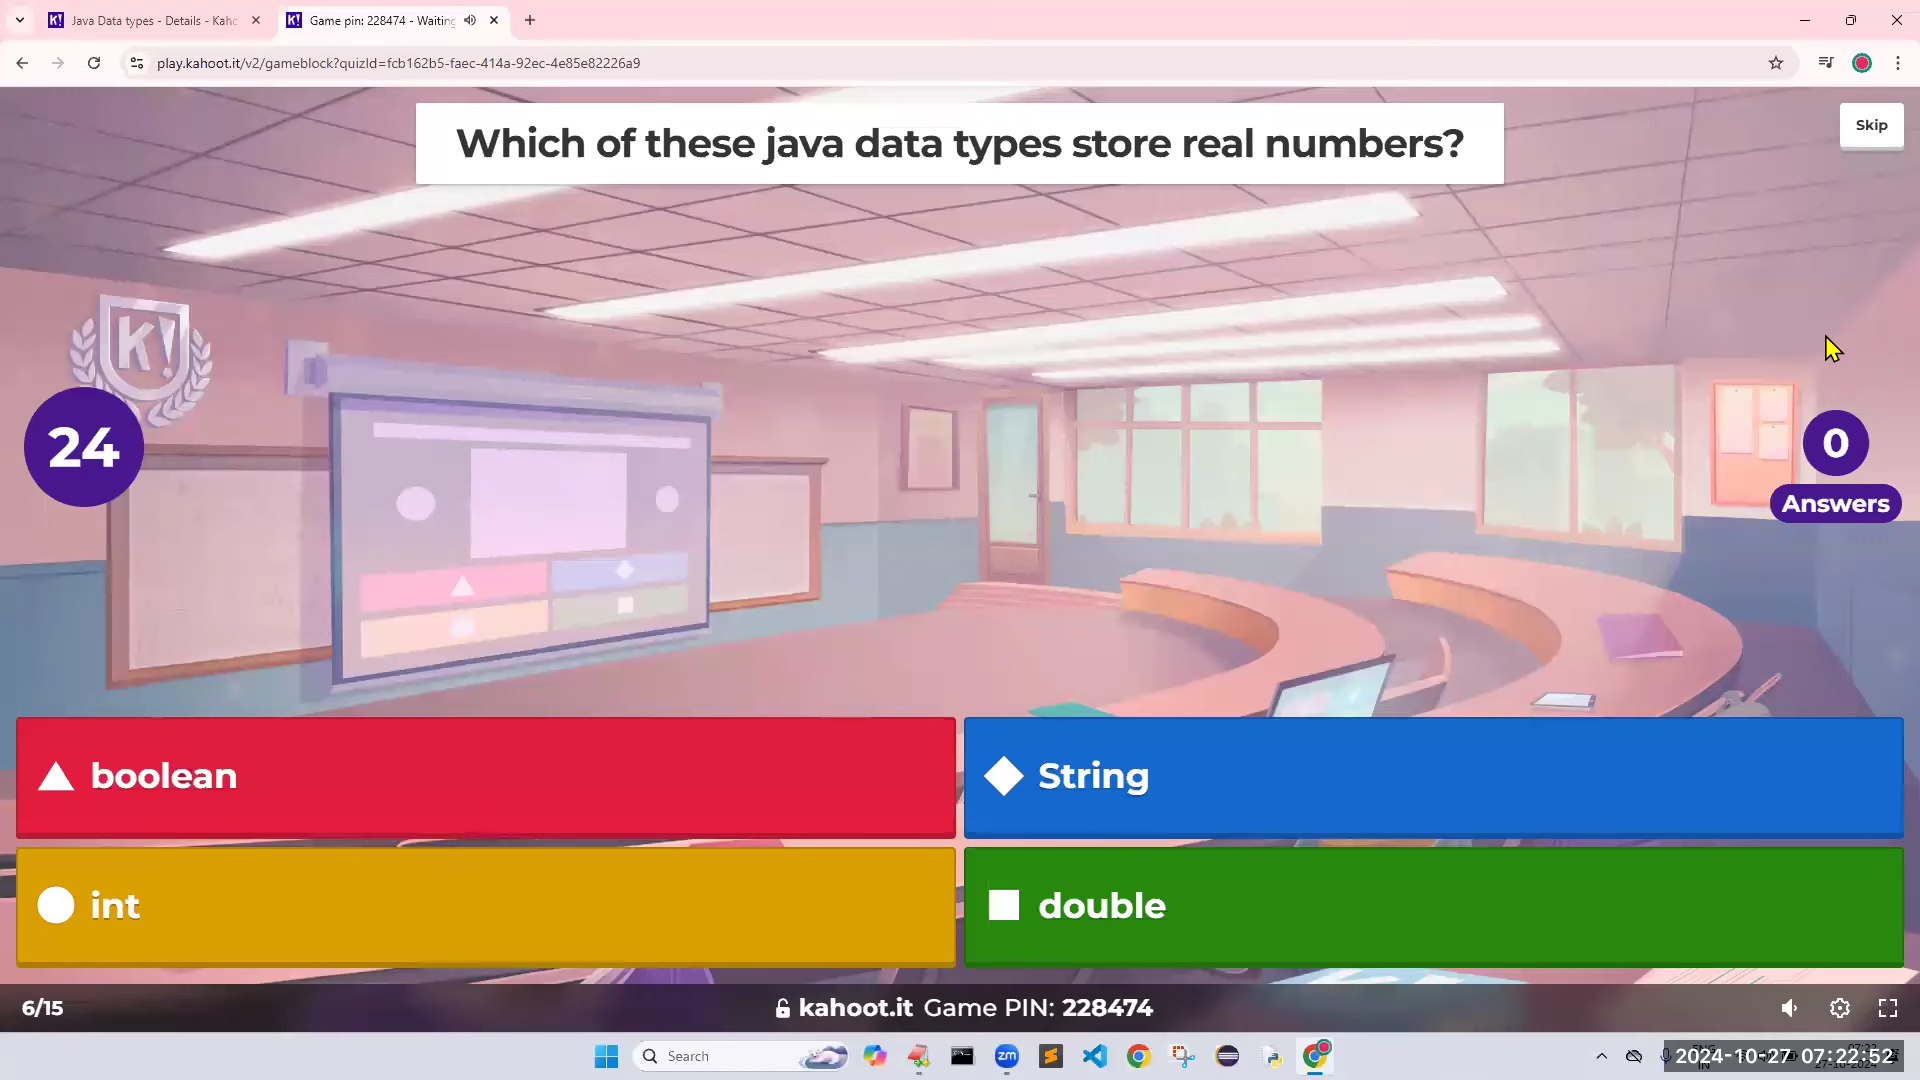 Java Data types - Details - Kaho
Game pin: 228474 - Waiting
play.kahoot.it/v2/gameblock?quizId=fcb162b5-faec-414a-92ec-4e85e82226a9
Which of these java data types store real numbers?
Skip
K!
24
0
Answers
boolean
String
int
double
6/15
kahoot.it Game PIN: 228474
Search
2024-10-27 07:22:52